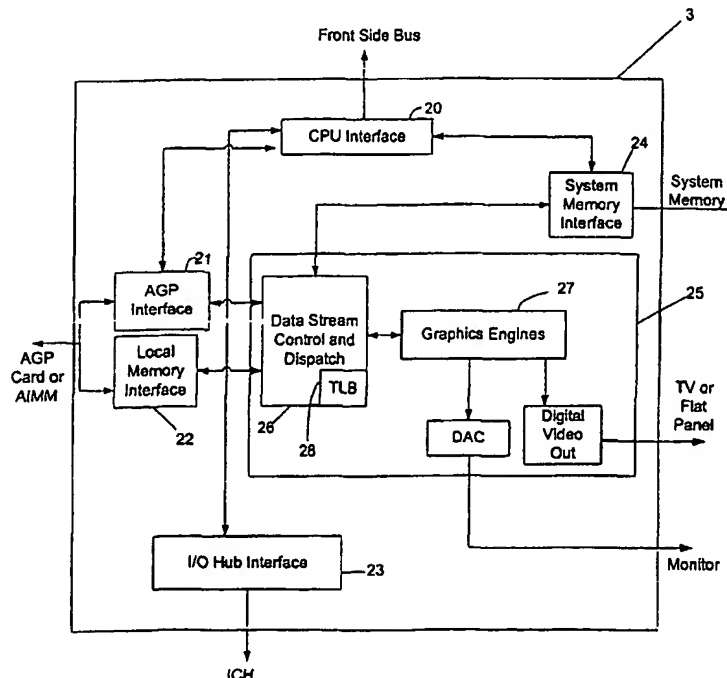 3
Front Side Bus
20
CPU Interface
24
System
Memory
Interface
System
Memory
21
AGP
Interface
27
25
Data Stream
Control and
Dispatch
Graphics Engines
AGP
Card or
AIMM
Local
Memory
Interface
TLB
TV or
Flat
Panel
22
26
28
DAC
Digital
Video
Out
I/O Hub Interface
23
Monitor
ICH